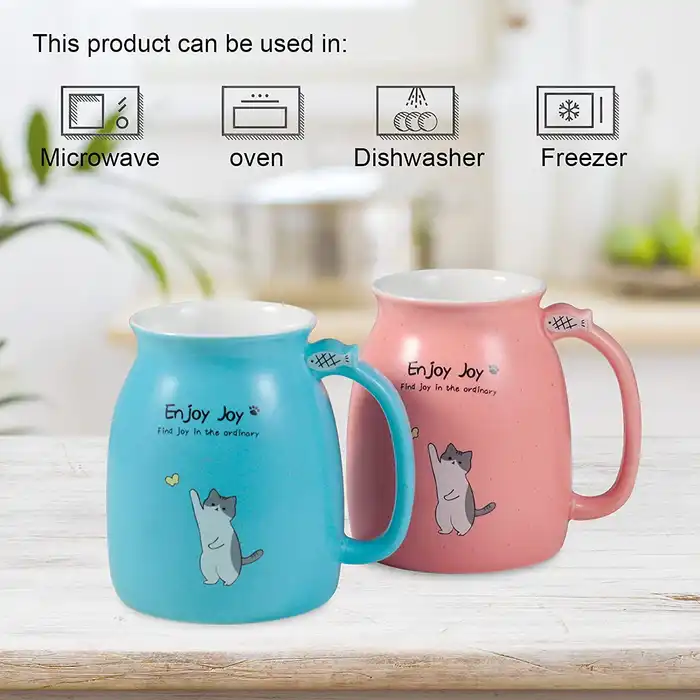 This product can be used in:
Microwave
oven
Dishwasher
Freezer
Enjoy Joy
Find joy in the ordinary
Enjoy Joy
Find joy in the ordinary